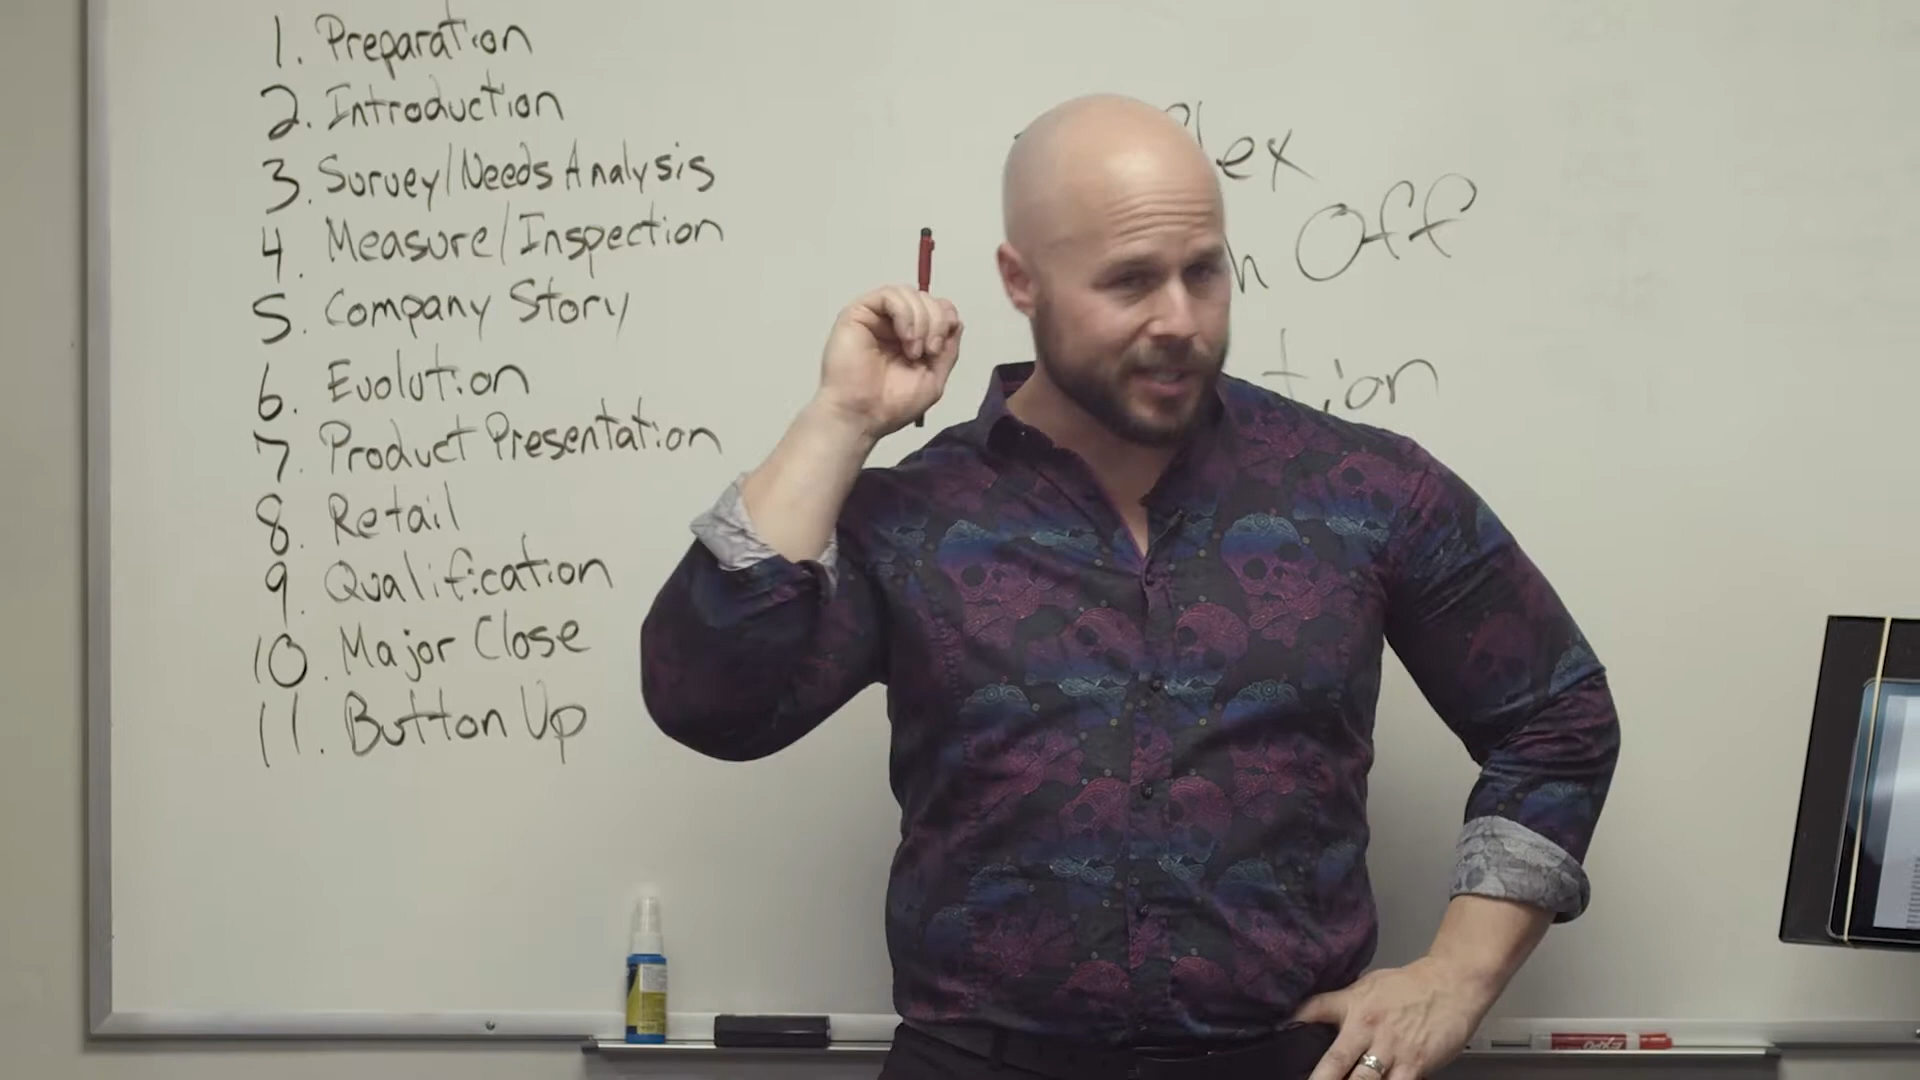 1. Preparation
2. Introduction
3. Survey/Needs Analysis
4. Measure/Inspection
5. Company Story
6. Evolution
7. Product Presentation
8. Retail
9. Qualification
10. Major Close
11. Button Up
Off